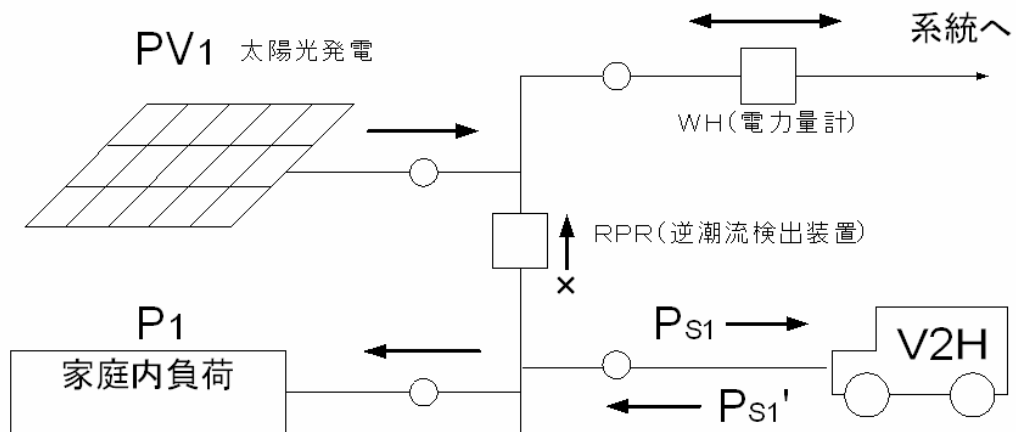 系統へ
PV1 太陽光発電
WH(電力量計)
RPR(逆潮流検出装置)
×
P1
家庭内負荷
PS1
V2H
PS1'